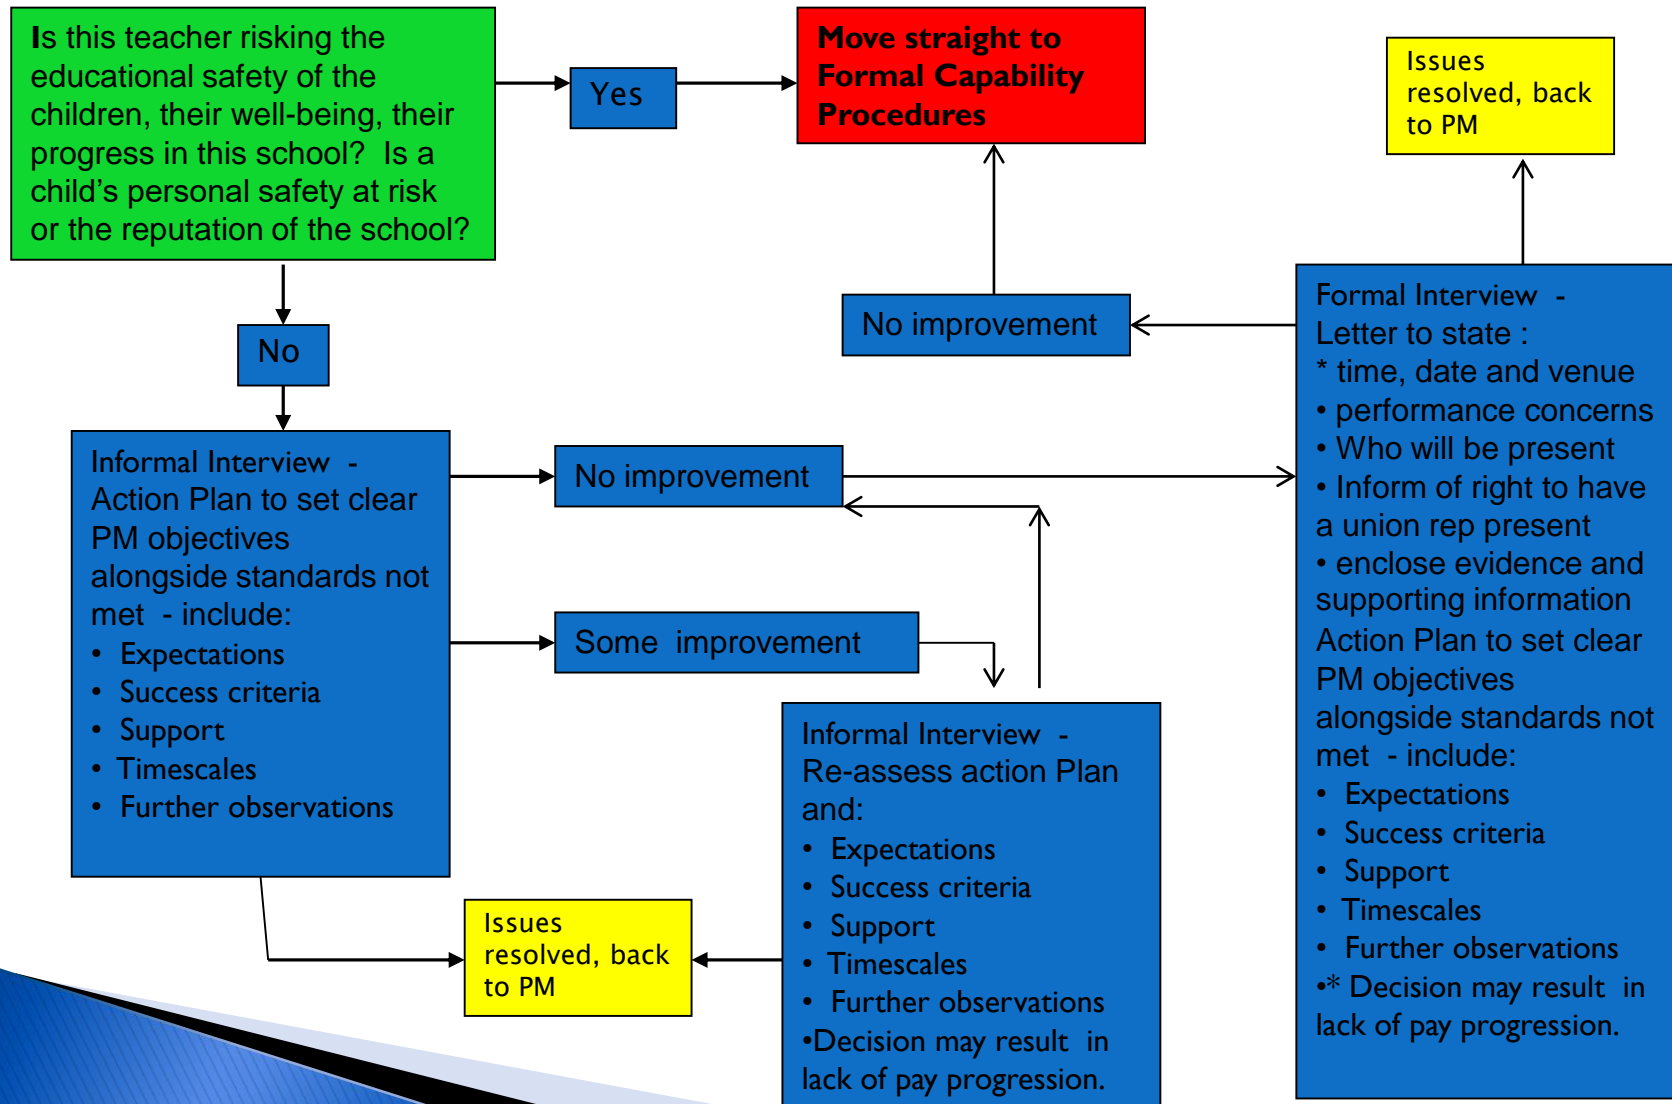 Is this teacher risking the
educational safety of the
children, their well-being, their
progress in this school?  Is a
child’s personal safety at risk
or the reputation of the school?
Yes
Move straight to
Formal Capability
Procedures
Issues
resolved, back
to PM
No
No improvement
Informal Interview  -
Action Plan to set clear
PM objectives
alongside standards not
met  - include:
• Expectations
• Success criteria
• Support
• Timescales
• Further observations
No improvement
Some  improvement
Issues
resolved, back
to PM
Informal Interview  -
Re-assess action Plan
and:
• Expectations
• Success criteria
• Support
• Timescales
• Further observations
•Decision may result  in
lack of pay progression.
Formal Interview  -
Letter to state :
* time, date and venue
• performance concerns
• Who will be present
• Inform of right to have
a union rep present
• enclose evidence and
supporting information
Action Plan to set clear
PM objectives
alongside standards not
met  - include:
• Expectations
• Success criteria
• Support
• Timescales
• Further observations
•* Decision may result  in
lack of pay progression.